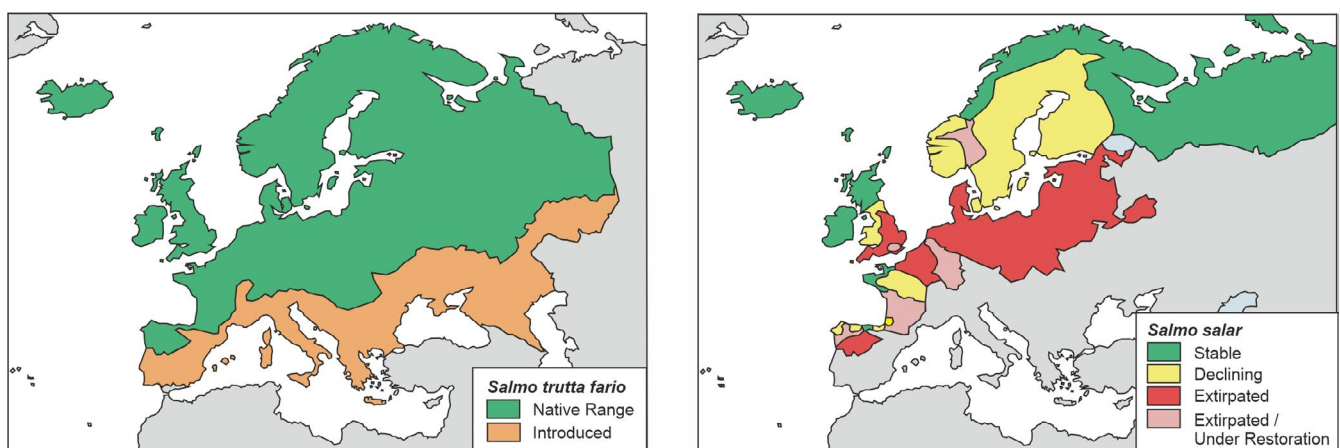 Salmo trutta fario
Native Range
Introduced
Salmo salar
Stable
Declining
Extirpated
Extirpated /
Under Restoration